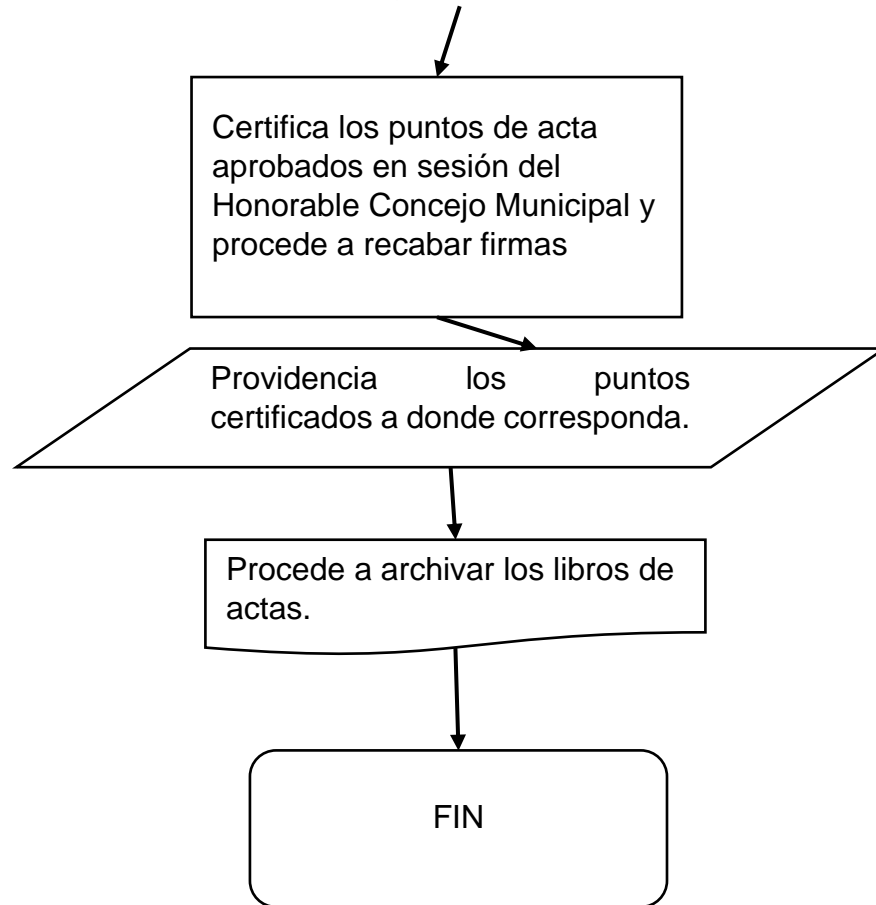 Certifica los puntos de acta
aprobados en sesión del
Honorable Concejo Municipal y
procede a recabar firmas
Providencia los puntos
certificados a donde corresponda.
Procede a archivar los libros de
actas.
FIN